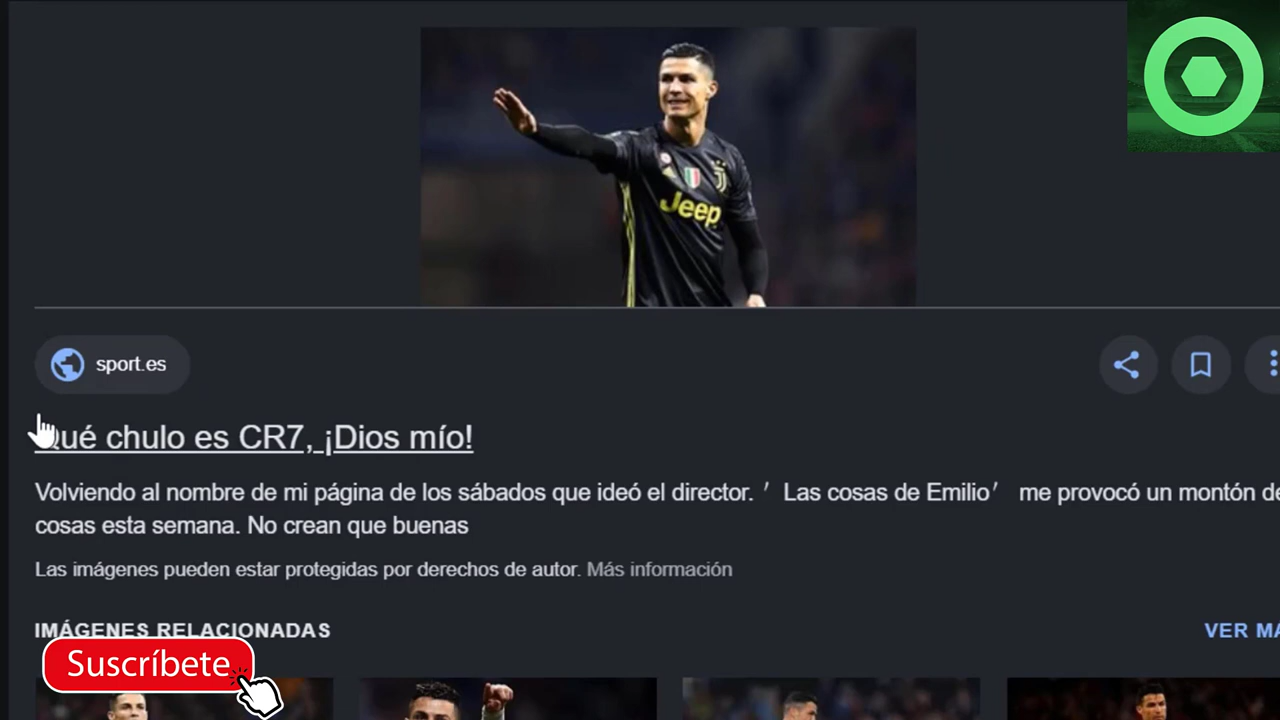 Jeep
sport.es
Qué chulo es CR7, ¡Dios mío!
Volviendo al nombre de mi página de los sábados que ideó el director. ′ Las cosas de Emilio′ me provocó un montón de
cosas esta semana. No crean que buenas
Las imágenes pueden estar protegidas por derechos de autor. Más información
IMÁGENES RELACIONADAS
VER MÁ
Suscríbete